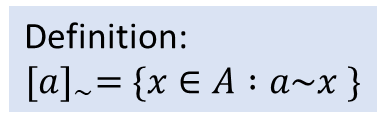 Definition:
[𝑎]~= {𝑥 ∈ 𝐴 : 𝑎~𝑥 }